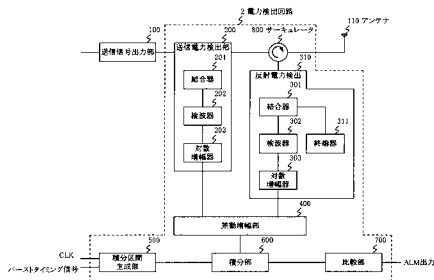 2 電力検出回路
100
200
800 サーキュレータ
110 アンテナ
送信信号出力部
送信電力検出部
310
201
反射電力検出
結合器
301
202
結合器
311
検波器
302
203
検波器
終端器
対数
増幅器
303
対数
増幅器
400
差動増幅部
500
600
700
CLK
バーストタイミング信号
積分区間
生成部
積分部
比較部
ALM出力